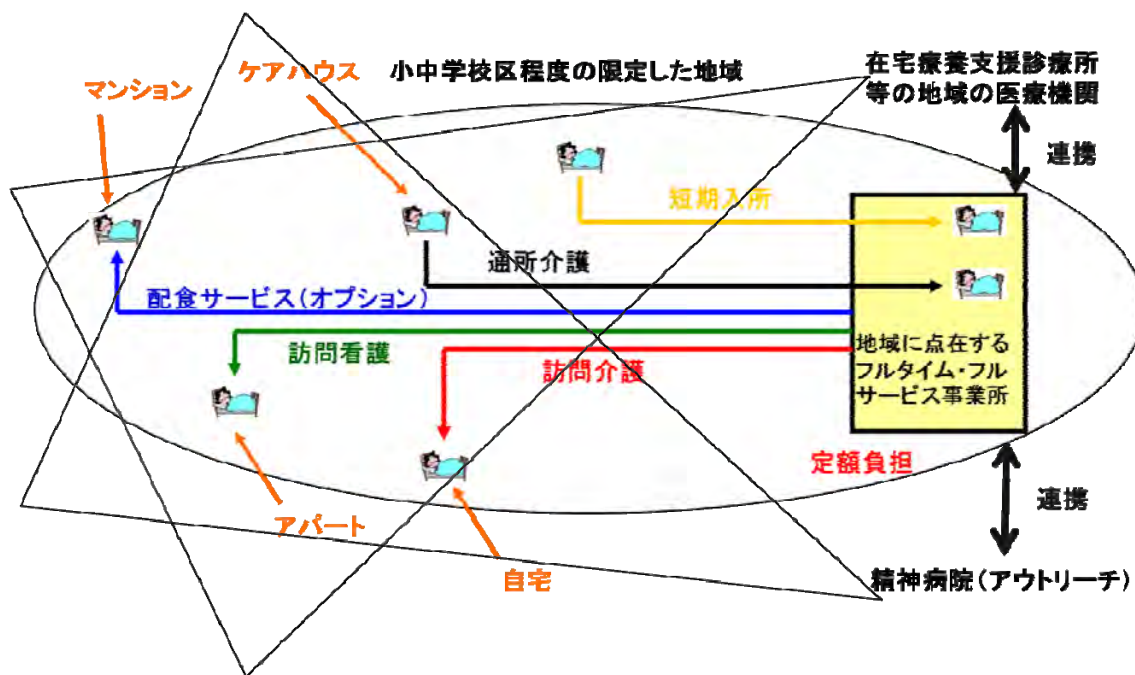 ケアハウス
小中学校区程度の限定した地域
在宅療養支援診療所
等の地域の医療機関
マンション
連携
短期入所
通所介護
配食サービス(オプション)
訪問看護
訪問介護
地域に点在する
フルタイム・フル
サービス事業所
定額負担
連携
アパート
自宅
精神病院(アウトリーチ)